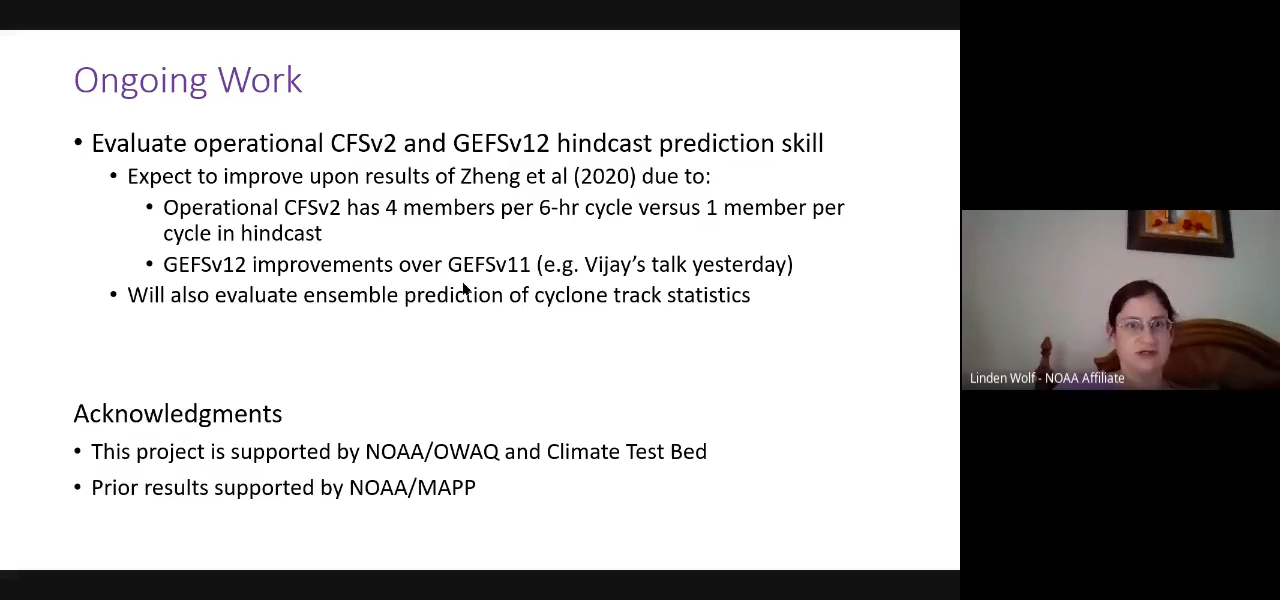 Ongoing Work
• Evaluate operational CFSv2 and GEFSv12 hindcast prediction skill
• Expect to improve upon results of Zheng et al (2020) due to:
• Operational CFSv2 has 4 members per 6-hr cycle versus 1 member per
cycle in hindcast
• GEFSv12 improvements over GEFSv11 (e.g. Vijay's talk yesterday)
• Will also evaluate ensemble prediction of cyclone track statistics
Acknowledgments
• This project is supported by NOAA/OWAQ and Climate Test Bed
• Prior results supported by NOAA/MAPP
Linden Wolf - NOAA Affiliate